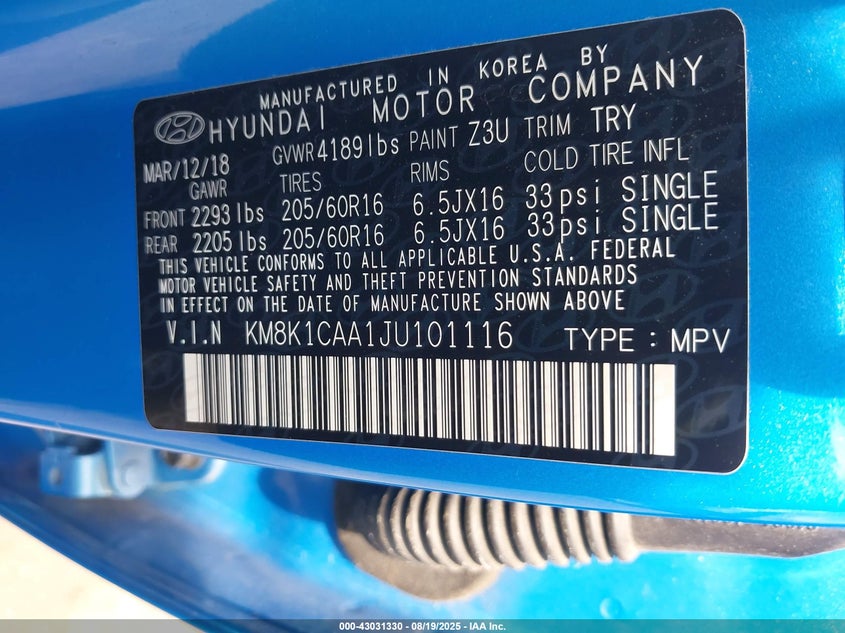 MANUFACTURED IN KOREA BY
HYUNDAI MOTOR COMPANY
MAR/12/18 GVWR 4189lbs PAINT Z3U TRIM TRY
GAWR TIRES RIMS COLD TIRE INFL
FRONT 2293 lbs 205/60R16 6.5JX16 33psi SINGLE
REAR 2205 lbs 205/60R16 6.5JX16 33psi SINGLE
THIS VEHICLE CONFORMS TO ALL APPLICABLE U.S.A. FEDERAL
MOTOR VEHICLE SAFETY AND THEFT PREVENTION STANDARDS
IN EFFECT ON THE DATE OF MANUFACTURE SHOWN ABOVE
V.I.N KM8K1CAA1JU101116 TYPE : MPV
000-43031330 - 08/19/2025 - IAA Inc.